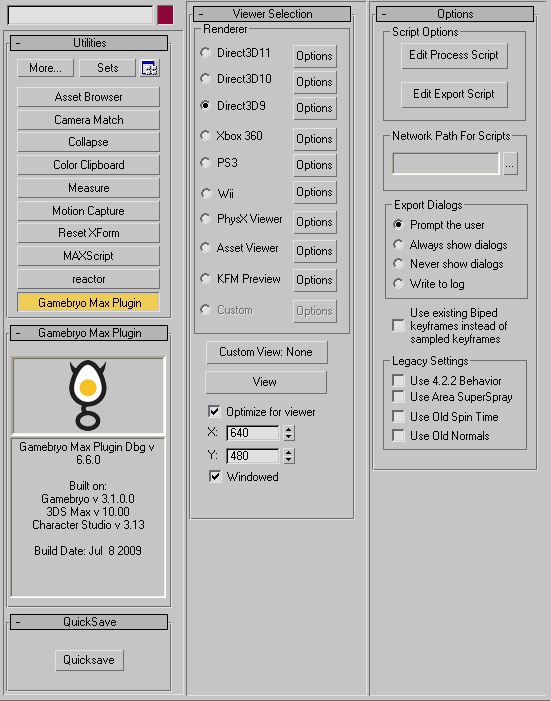 Utilities
More...
Sets
Asset Browser
Camera Match
Collapse
Color Clipboard
Measure
Motion Capture
Reset XForm
MAXScript
reactor
Gamebryo Max Plugin
Gamebryo Max Plugin
Gamebryo Max Plugin Dbg v
6.6.0
Built on:
Gamebryo v 3.1.0.0
3DS Max v 10.00
Character Studio v 3.13
Build Date: Jul 8 2009
QuickSave
Quicksave
Viewer Selection
Renderer
Direct3D11 Options
Direct3D10 Options
Direct3D9 Options
Xbox 360 Options
PS3 Options
Wii Options
PhysX Viewer Options
Asset Viewer Options
KFM Preview Options
Custom Options
Custom View: None
View
Optimize for viewer
X: 640
Y: 480
Windowed
Options
Script Options
Edit Process Script
Edit Export Script
Network Path For Scripts
...
Export Dialogs
Prompt the user
Always show dialogs
Never show dialogs
Write to log
Use existing Biped
keyframes instead of
sampled keyframes
Legacy Settings
Use 4.2.2 Behavior
Use Area SuperSpray
Use Old Spin Time
Use Old Normals